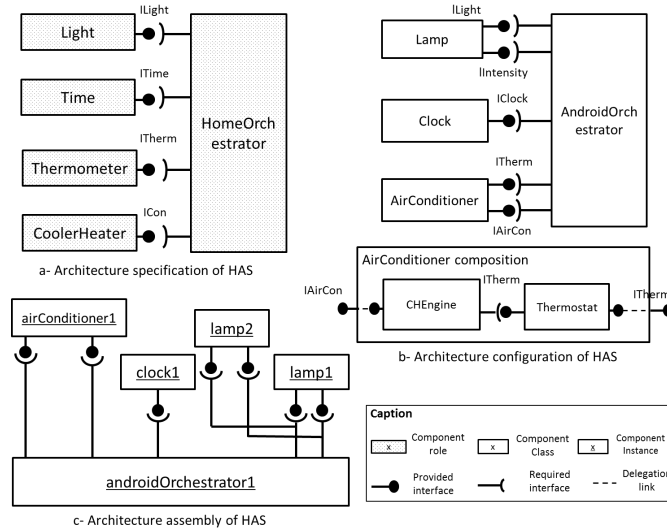 ILight
Light
ITime
Time
HomeOrch
estrator
ITherm
Thermometer
ICon
CoolerHeater
a- Architecture specification of HAS
ILight
Lamp
IIntensity
IClock
Clock
AndroidOrch
estrator
ITherm
AirConditioner
IAirCon
AirConditioner composition
IAirCon
ITherm
ITherm
CHEngine
Thermostat
b- Architecture configuration of HAS
airConditioner1
lamp2
clock1
lamp1
androidOrchestrator1
c- Architecture assembly of HAS
Caption
x
Component
role
x
Component
Class
x
Component
Instance
Provided
interface
Required
interface
Delegation
link